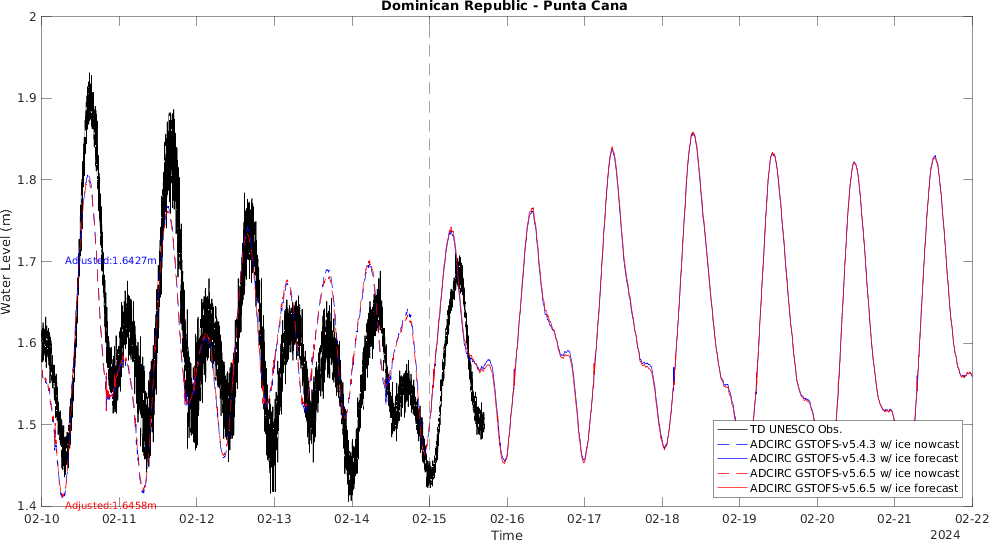 Dominican Republic - Punta Cana
2
1.9
1.8
1.7
1.6
1.5
1.4
Water Level (m)
Adjusted:1.6427m
Adjusted:1.6458m
TD UNESCO Obs.
ADCIRC GSTOFS-v5.4.3 w/ ice nowcast
ADCIRC GSTOFS-v5.4.3 w/ ice forecast
ADCIRC GSTOFS-v5.6.5 w/ ice nowcast
ADCIRC GSTOFS-v5.6.5 w/ ice forecast
02-10 02-11 02-12 02-13 02-14 02-15 02-16 02-17 02-18 02-19 02-20 02-21 02-22
Time
2024